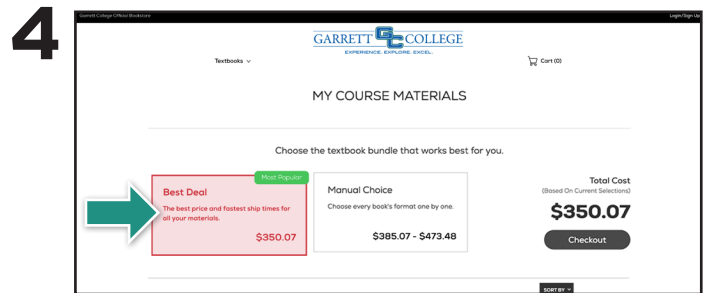 4
Garrett College Official Bookstore
Login/Sign Up
GARRETT GC COLLEGE
EXPERIENCE. EXPLORE. EXCEL.
Textbooks
Cart (0)
MY COURSE MATERIALS
Choose the textbook bundle that works best for you.
Most Popular
Best Deal
The best price and fastest ship times for
all your materials.
$350.07
Manual Choice
Choose every book's format one by one.
$385.07 - $473.48
Total Cost
(Based On Current Selections)
$350.07
Checkout
SORT BY